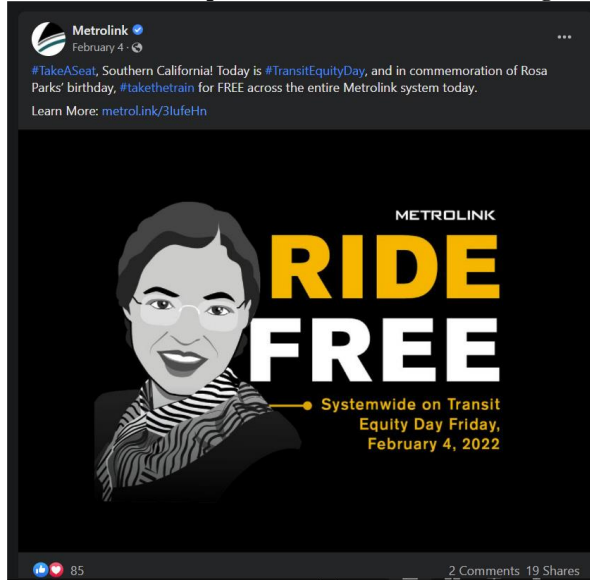 Metrolink
February 4 ·
#TakeASeat, Southern California! Today is #TransitEquityDay, and in commemoration of Rosa
Parks' birthday, #takethetrain for FREE across the entire Metrolink system today.
Learn More: metrol.ink/3IufeHn
METROLINK
RIDE
FREE
Systemwide on Transit
Equity Day Friday,
February 4, 2022
85
2 Comments 19 Shares